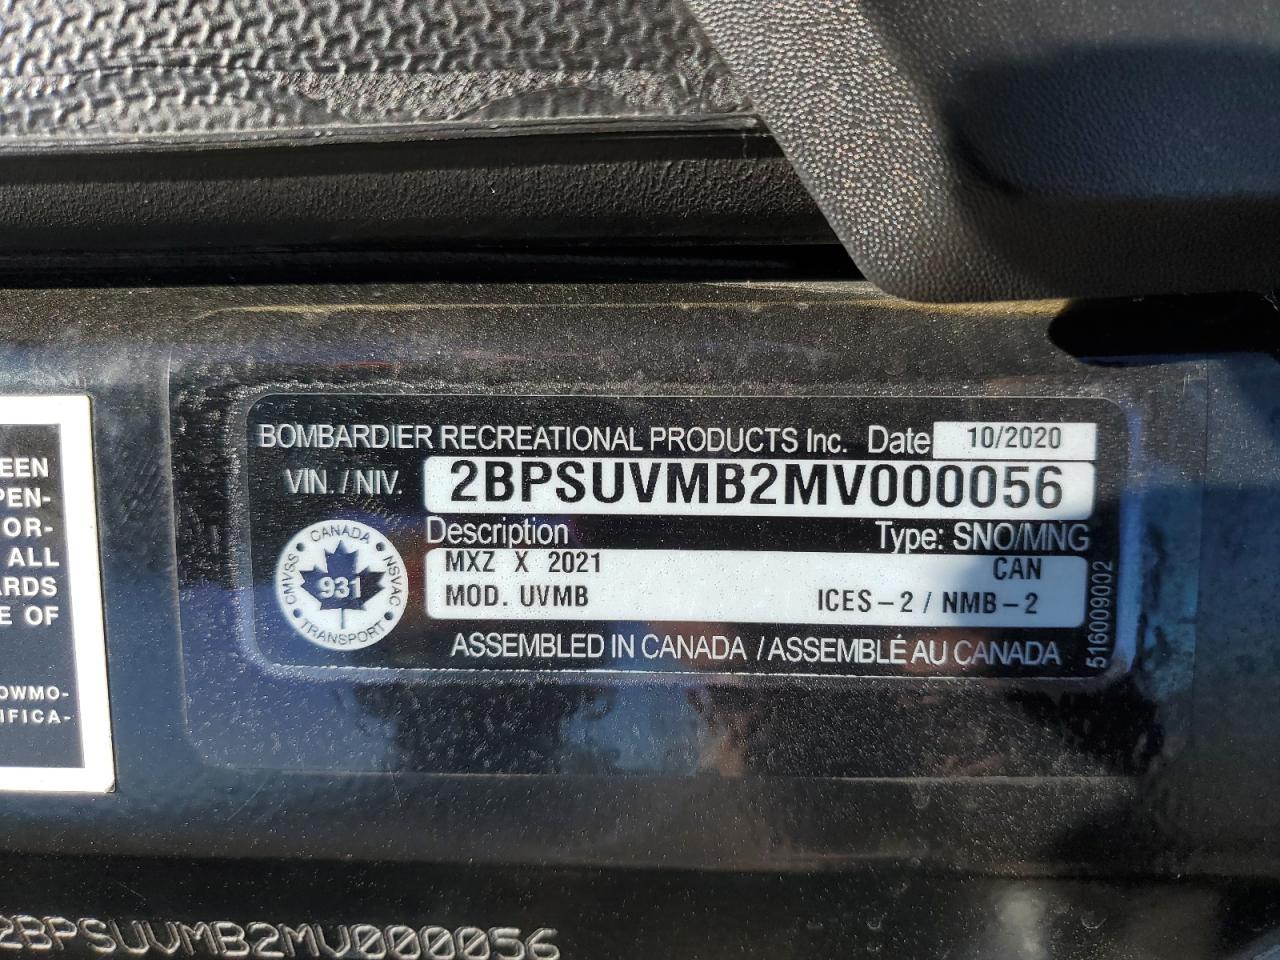 BOMBARDIER RECREATIONAL PRODUCTS Inc. Date 10/2020
VIN. / NIV. 2BPSUVMB2MV000056
Description Type: SNO/MNG
MXZ X 2021 CAN
MOD. UVMB ICES-2 / NMB-2
ASSEMBLED IN CANADA / ASSEMBLÉ AU CANADA
516009002
CANADA
CMVSS 931 NSVAC
TRANSPORT
EEN
PEN-
OR-
ALL
ARDS
E OF
OWMO-
IFICA-
2BPSUVMB2MV000056